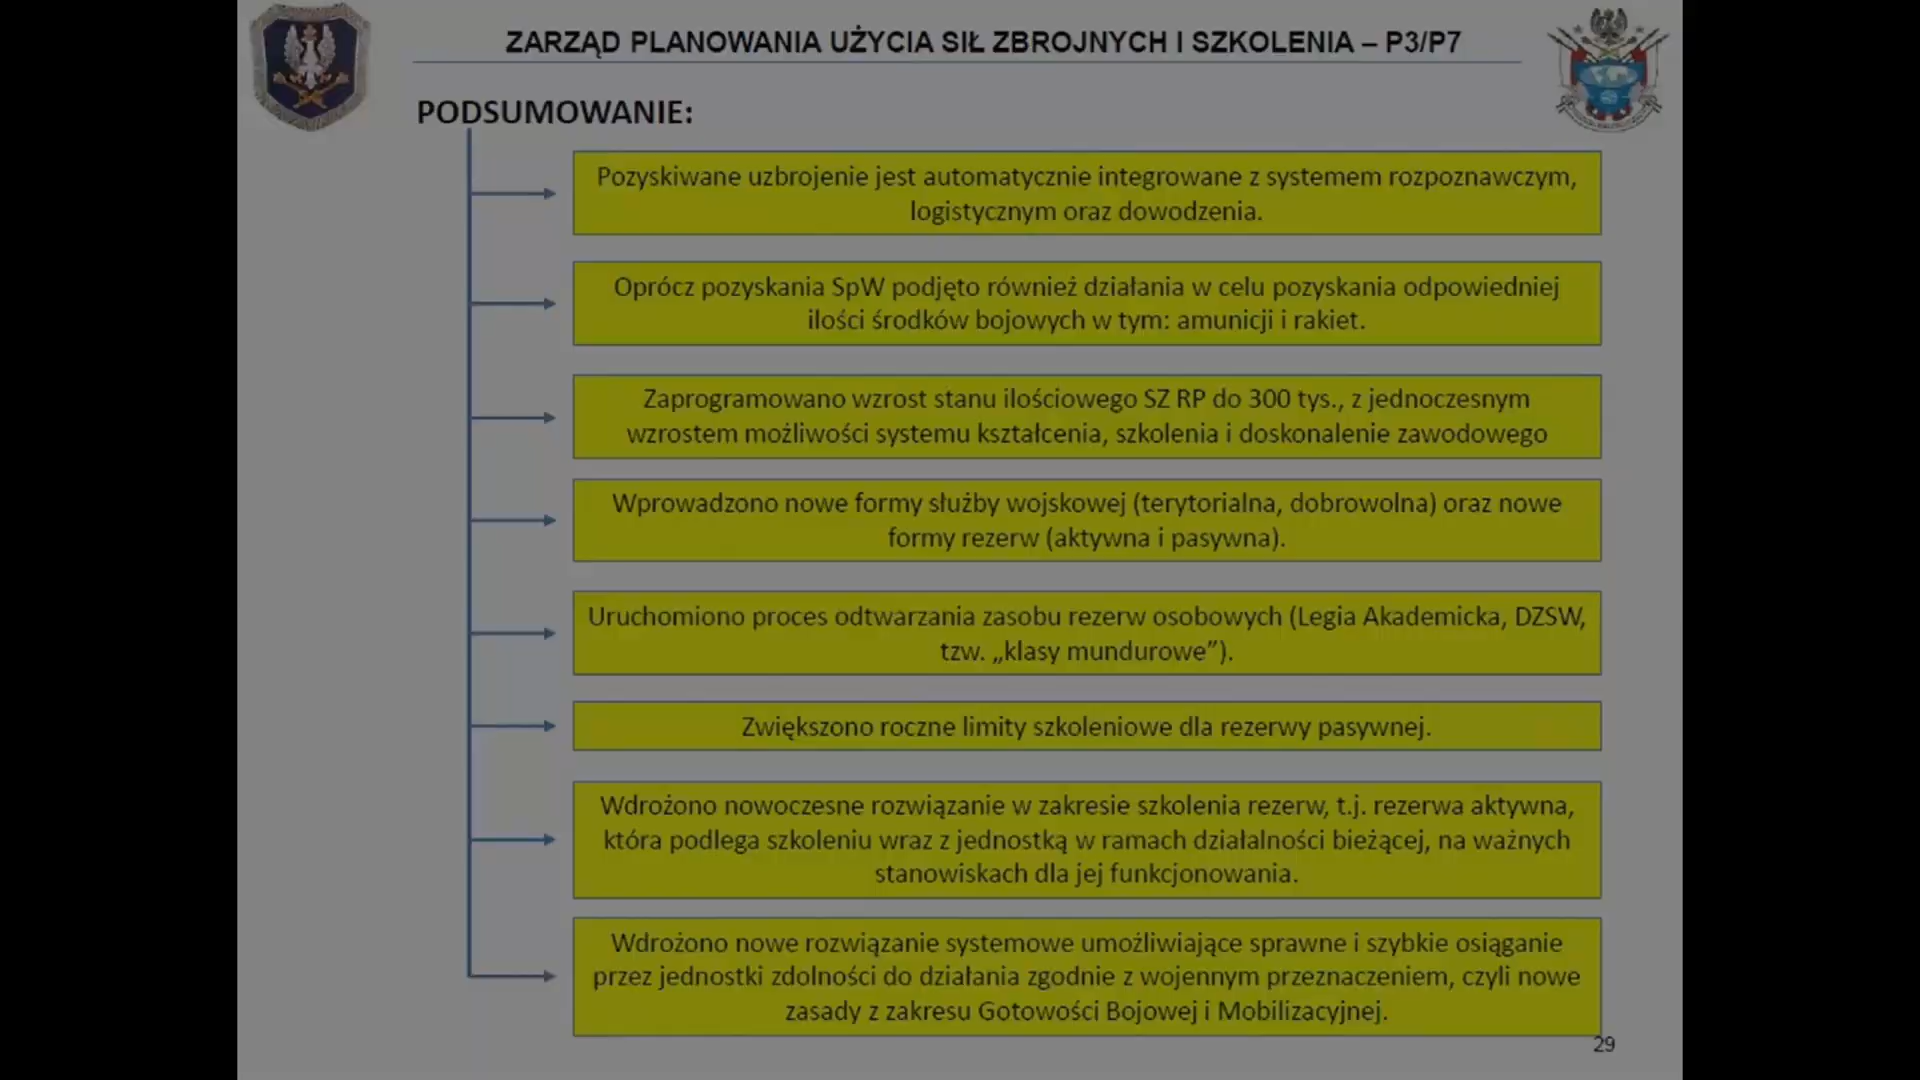 ZARZĄD PLANOWANIA UŻYCIA SIŁ ZBROJNYCH I SZKOLENIA – P3/P7
PODSUMOWANIE:
Pozyskiwane uzbrojenie jest automatycznie integrowane z systemem rozpoznawczym,
logistycznym oraz dowodzenia.
Oprócz pozyskania SpW podjęto również działania w celu pozyskania odpowiedniej
ilości środków bojowych w tym: amunicji i rakiet.
Zaprogramowano wzrost stanu ilościowego SZ RP do 300 tys., z jednoczesnym
wzrostem możliwości systemu kształcenia, szkolenia i doskonalenie zawodowego
Wprowadzono nowe formy służby wojskowej (terytorialna, dobrowolna) oraz nowe
formy rezerw (aktywna i pasywna).
Uruchomiono proces odtwarzania zasobu rezerw osobowych (Legia Akademicka, DZSW,
tzw. „klasy mundurowe”).
Zwiększono roczne limity szkoleniowe dla rezerwy pasywnej.
Wdrożono nowoczesne rozwiązanie w zakresie szkolenia rezerw, t.j. rezerwa aktywna,
która podlega szkoleniu wraz z jednostką w ramach działalności bieżącej, na ważnych
stanowiskach dla jej funkcjonowania.
Wdrożono nowe rozwiązanie systemowe umożliwiające sprawne i szybkie osiąganie
przez jednostki zdolności do działania zgodnie z wojennym przeznaczeniem, czyli nowe
zasady z zakresu Gotowości Bojowej i Mobilizacyjnej.
29